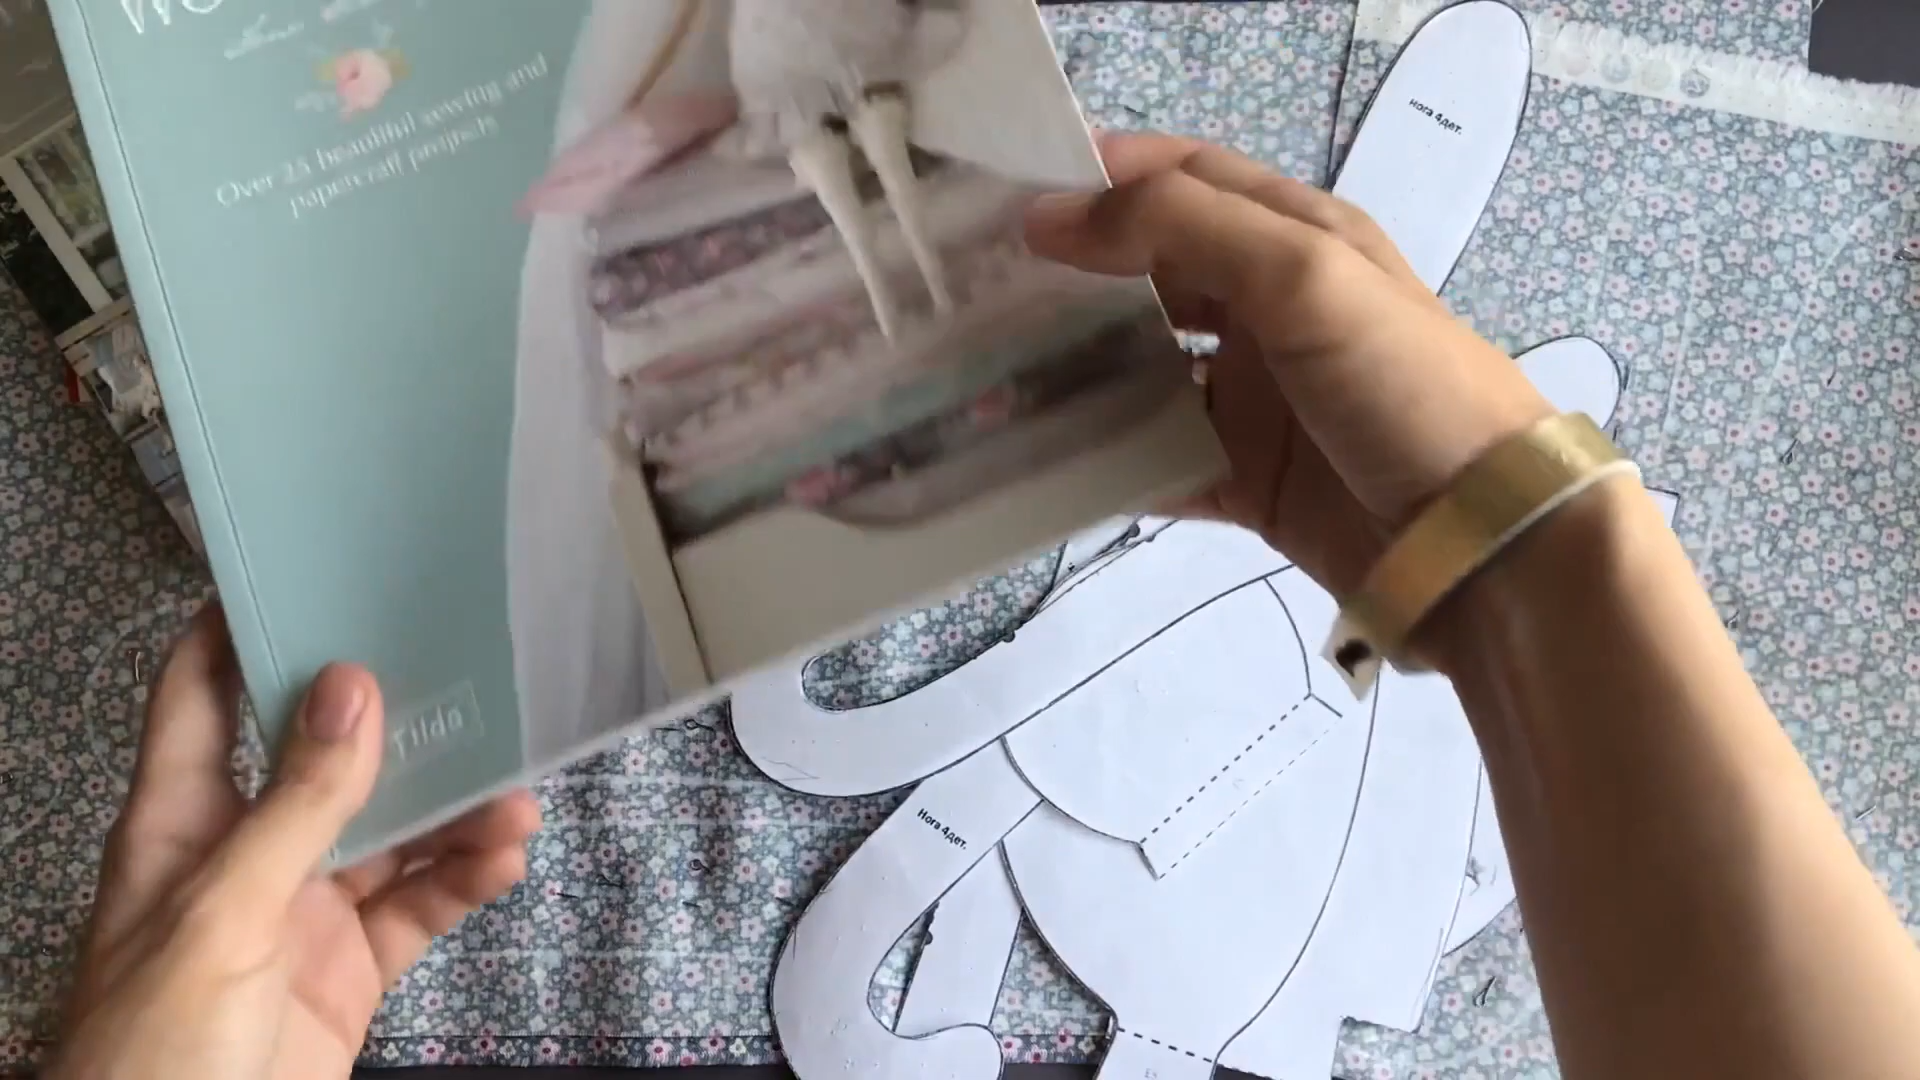 Over 25 beautiful sewing and
papercraft projects
Tilda
нога 4дет.
Нога 4дет.